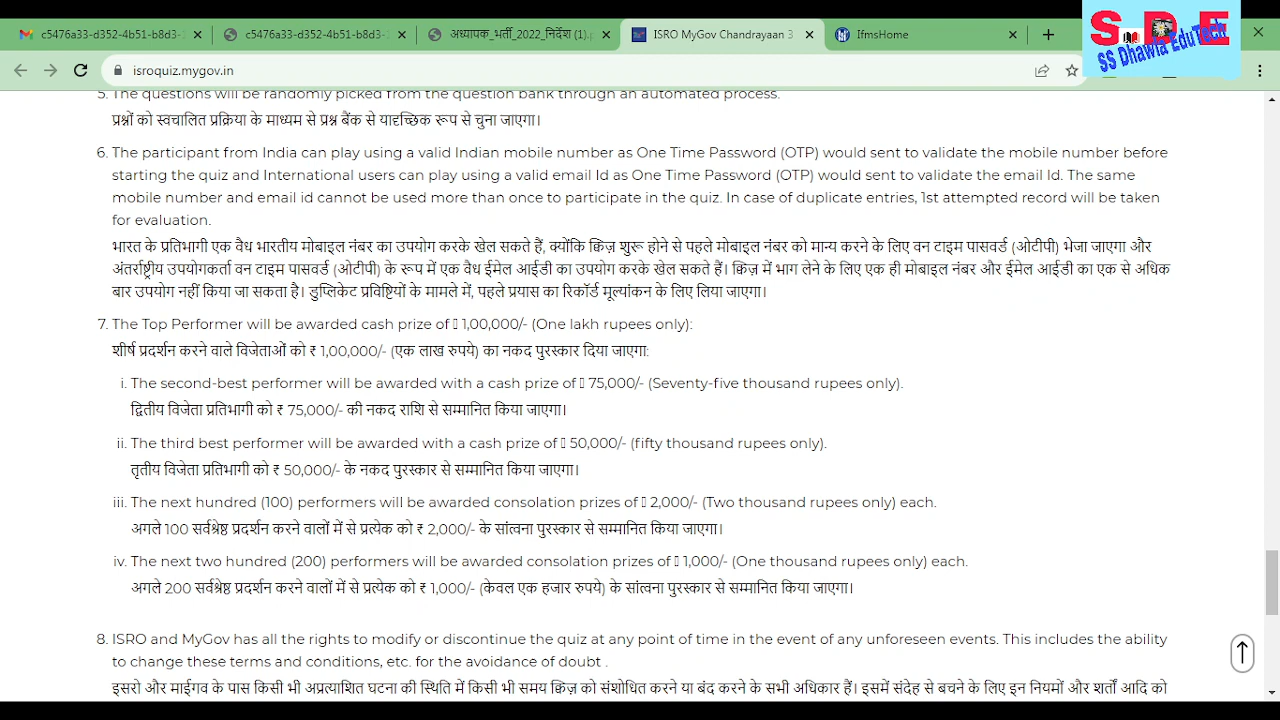 c5476a33-d352-4b51-b8d3-
c5476a33-d352-4b51-b8d3-
अध्यापक_भर्ती_2022_निर्देश (1).p
ISRO MyGov Chandrayaan 3
IfmsHome
S D E
SS Dhawla EduTech
isroquiz.mygov.in
5. The questions will be randomly picked from the question bank through an automated process.
प्रश्नों को स्वचालित प्रक्रिया के माध्यम से प्रश्न बैंक से यादृच्छिक रूप से चुना जाएगा।
6. The participant from India can play using a valid Indian mobile number as One Time Password (OTP) would sent to validate the mobile number before
starting the quiz and International users can play using a valid email Id as One Time Password (OTP) would sent to validate the email Id. The same
mobile number and email id cannot be used more than once to participate in the quiz. In case of duplicate entries, 1st attempted record will be taken
for evaluation.
भारत के प्रतिभागी एक वैध भारतीय मोबाइल नंबर का उपयोग करके खेल सकते हैं, क्योंकि क्विज़ शुरू होने से पहले मोबाइल नंबर को मान्य करने के लिए वन टाइम पासवर्ड (ओटीपी) भेजा जाएगा और
अंतर्राष्ट्रीय उपयोगकर्ता वन टाइम पासवर्ड (ओटीपी) के रूप में एक वैध ईमेल आईडी का उपयोग करके खेल सकते हैं। क्विज़ में भाग लेने के लिए एक ही मोबाइल नंबर और ईमेल आईडी का एक से अधिक
बार उपयोग नहीं किया जा सकता है। डुप्लिकेट प्रविष्टियों के मामले में, पहले प्रयास का रिकॉर्ड मूल्यांकन के लिए लिया जाएगा।
7. The Top Performer will be awarded cash prize of ▯ 1,00,000/- (One lakh rupees only):
शीर्ष प्रदर्शन करने वाले विजेताओं को ₹ 1,00,000/- (एक लाख रुपये) का नकद पुरस्कार दिया जाएगा:
i. The second-best performer will be awarded with a cash prize of ▯ 75,000/- (Seventy-five thousand rupees only).
द्वितीय विजेता प्रतिभागी को ₹ 75,000/- की नकद राशि से सम्मानित किया जाएगा।
ii. The third best performer will be awarded with a cash prize of ▯ 50,000/- (fifty thousand rupees only).
तृतीय विजेता प्रतिभागी को ₹ 50,000/- के नकद पुरस्कार से सम्मानित किया जाएगा।
iii. The next hundred (100) performers will be awarded consolation prizes of ▯ 2,000/- (Two thousand rupees only) each.
अगले 100 सर्वश्रेष्ठ प्रदर्शन करने वालों में से प्रत्येक को ₹ 2,000/- के सांत्वना पुरस्कार से सम्मानित किया जाएगा।
iv. The next two hundred (200) performers will be awarded consolation prizes of ▯ 1,000/- (One thousand rupees only) each.
अगले 200 सर्वश्रेष्ठ प्रदर्शन करने वालों में से प्रत्येक को ₹ 1,000/- (केवल एक हजार रुपये) के सांत्वना पुरस्कार से सम्मानित किया जाएगा।
8. ISRO and MyGov has all the rights to modify or discontinue the quiz at any point of time in the event of any unforeseen events. This includes the ability
to change these terms and conditions, etc. for the avoidance of doubt .
इसरो और माईगव के पास किसी भी अप्रत्याशित घटना की स्थिति में किसी भी समय क्विज़ को संशोधित करने या बंद करने के सभी अधिकार हैं। इसमें संदेह से बचने के लिए इन नियमों और शर्तों आदि को